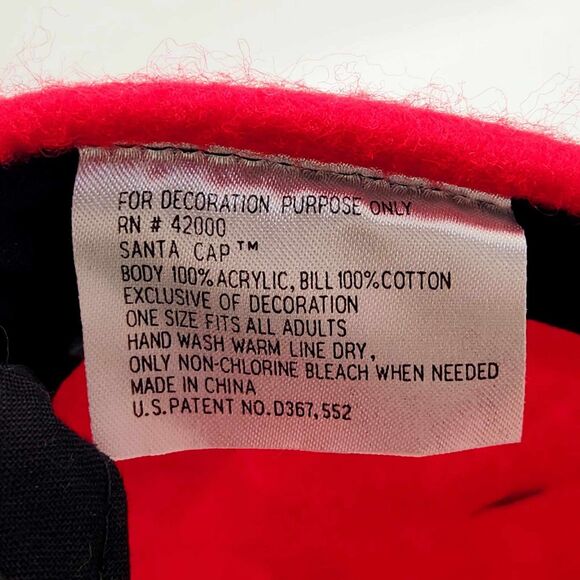 FOR DECORATION PURPOSE ONLY
RN # 42000
SANTA CAP™
BODY 100% ACRYLIC, BILL 100% COTTON
EXCLUSIVE OF DECORATION
ONE SIZE FITS ALL ADULTS
HAND WASH WARM LINE DRY,
ONLY NON-CHLORINE BLEACH WHEN NEEDED
MADE IN CHINA
U.S. PATENT NO. D367,552